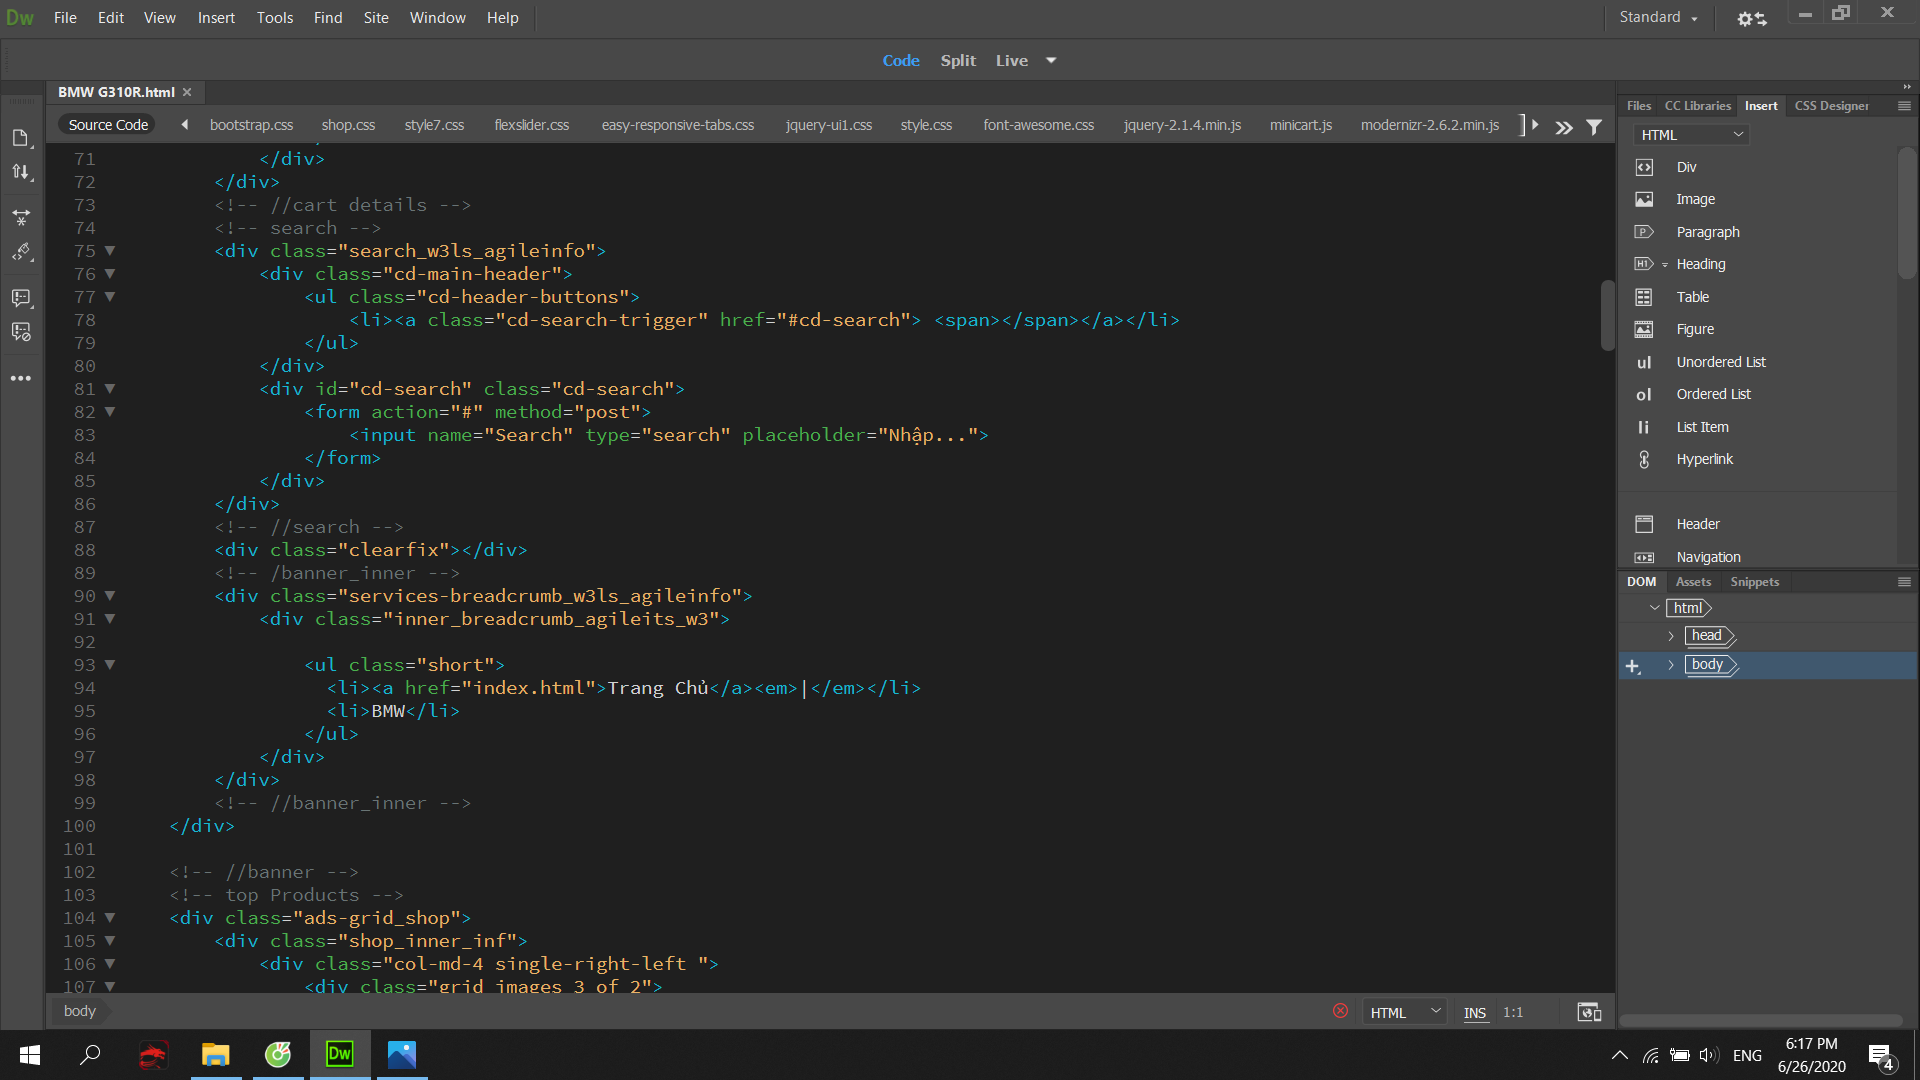 Dw File Edit View Insert Tools Find Site Window Help Standard
Code Split Live
BMW G310R.html
Source Code bootstrap.css shop.css style7.css flexslider.css easy-responsive-tabs.css jquery-ui1.css style.css font-awesome.css jquery-2.1.4.min.js minicart.js modernizr-2.6.2.min.js
71 </div>
72 </div>
73 <!-- //cart details -->
74 <!-- search -->
75 <div class="search_w3ls_agileinfo">
76 <div class="cd-main-header">
77 <ul class="cd-header-buttons">
78 <li><a class="cd-search-trigger" href="#cd-search"> <span></span></a></li>
79 </ul>
80 </div>
81 <div id="cd-search" class="cd-search">
82 <form action="#" method="post">
83 <input name="Search" type="search" placeholder="Nhập...">
84 </form>
85 </div>
86 </div>
87 <!-- //search -->
88 <div class="clearfix"></div>
89 <!-- /banner_inner -->
90 <div class="services-breadcrumb_w3ls_agileinfo">
91 <div class="inner_breadcrumb_agileits_w3">
92
93 <ul class="short">
94 <li><a href="index.html">Trang Chủ</a><em>|</em></li>
95 <li>BMW</li>
96 </ul>
97 </div>
98 </div>
99 <!-- //banner_inner -->
100 </div>
101
102 <!-- //banner -->
103 <!-- top Products -->
104 <div class="ads-grid_shop">
105 <div class="shop_inner_inf">
106 <div class="col-md-4 single-right-left ">
107 <div class="grid images_3_of_2">
body HTML INS 1:1
Files CC Libraries Insert CSS Designer
HTML
Div
Image
Paragraph
Heading
Table
Figure
ul Unordered List
ol Ordered List
li List Item
Hyperlink
Header
Navigation
DOM Assets Snippets
html
head
body
Dw ENG 6:17 PM
6/26/2020 4